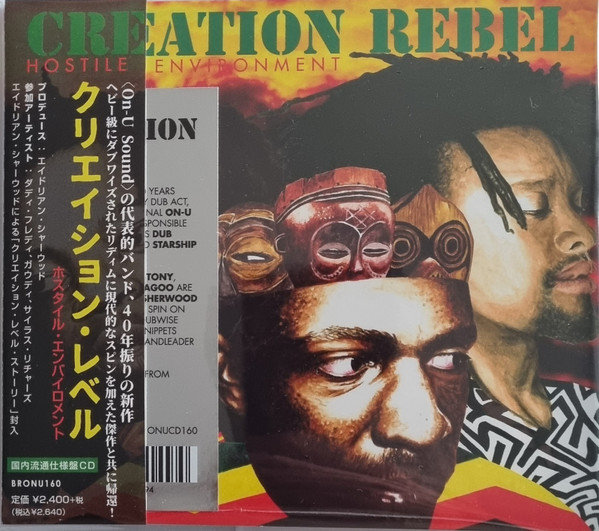 CREATION REBEL
HOSTILE ENVIRONMENT
〈On-U Sound〉の代表的バンド、40年振りの新作
ヘビー級にダブワイズされたリディムに現代的なスピンを加えた傑作と共に帰還!
クリエイション・レベル
ホスタイル・エンバイロメント
プロデュース:エイドリアン・シャーウッド
参加アーティスト:ダディ・フレディ、ガウディ、サイラス・リチャーズ
エイドリアン・シャーウッドによる「クリエイション・レベル・ストーリー」封入
国内流通仕様盤CD
BRONU160
定価 ¥2,400+税
(税込¥2,640)
ION
YEARS
DUB ACT,
NAL ON-U
PONSIBLE
S DUB
STARSHIP
TONY,
AGOO ARE
SHERWOOD
SPIN ON
DUBWISE
NIPPETS
ANDLEADER
FROM
ONUCD160
94